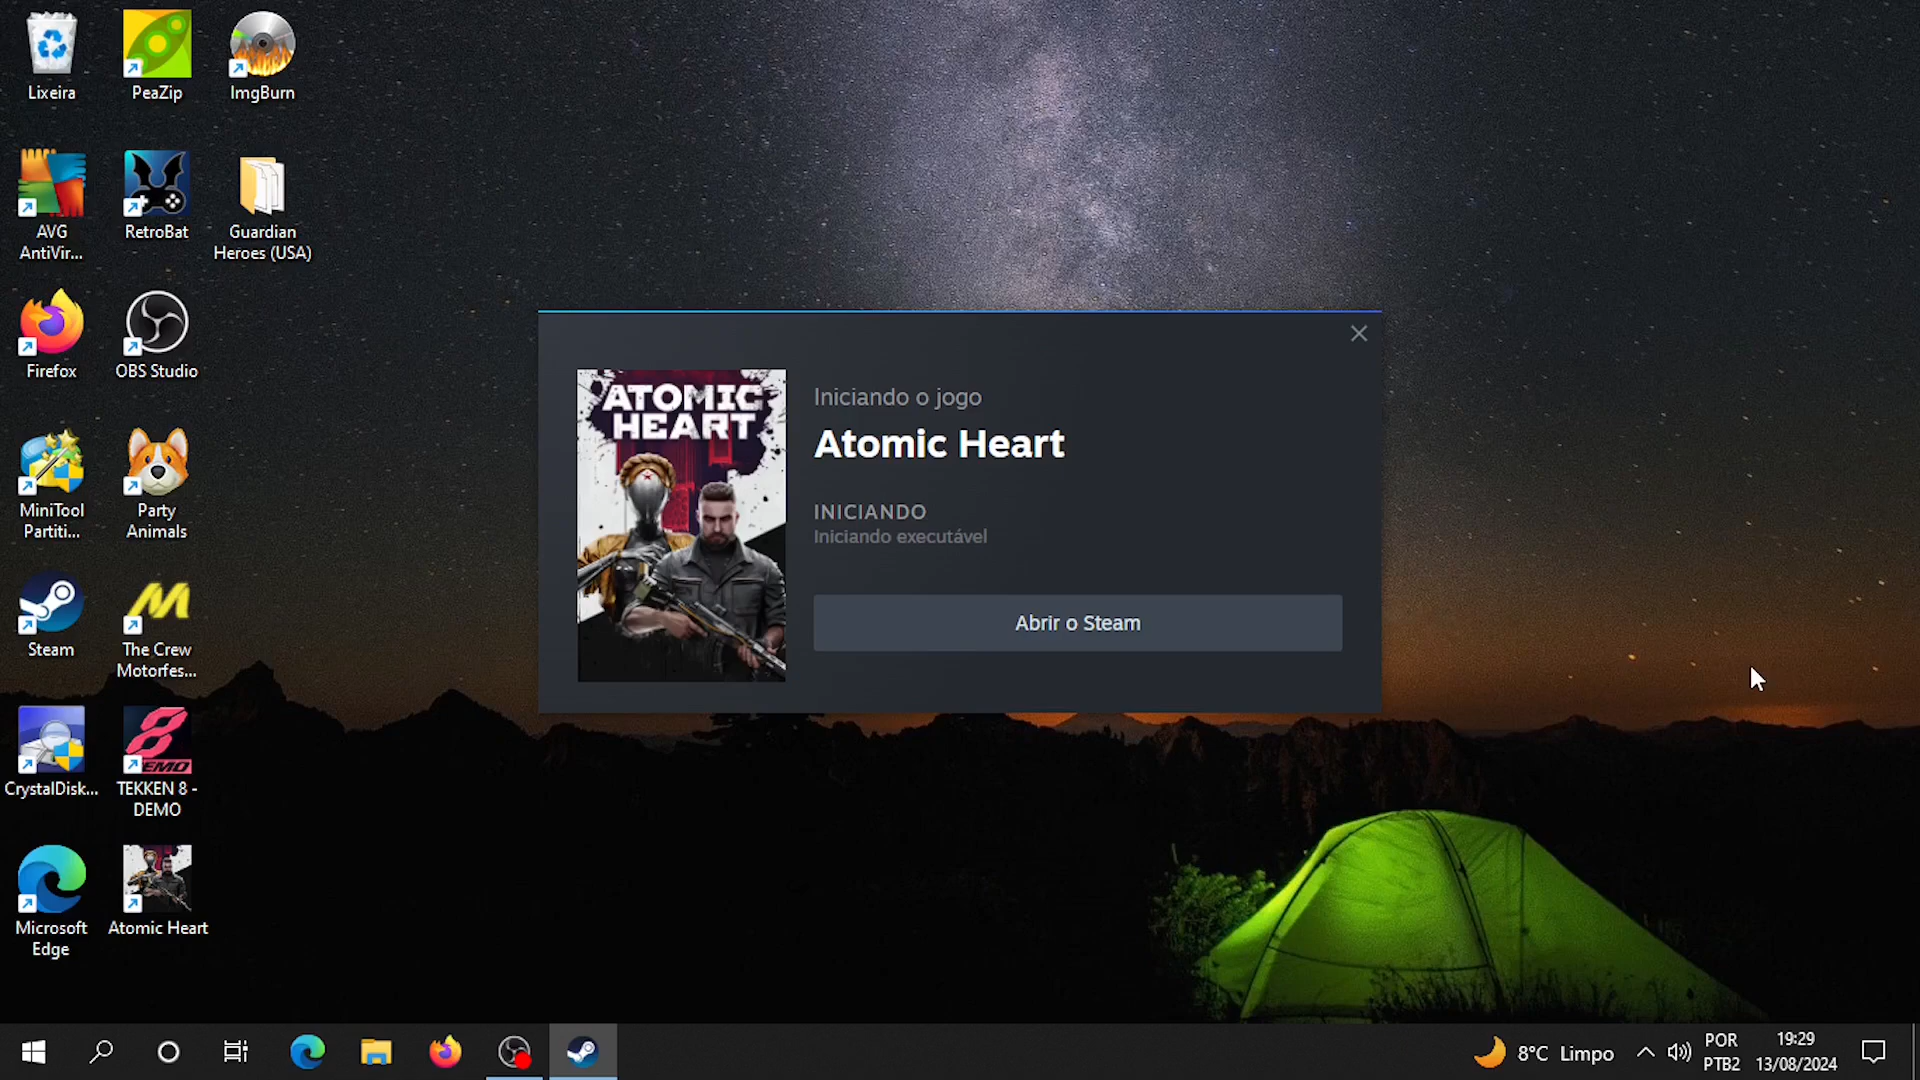 Lixeira
PeaZip
ImgBurn
AVG
AntiVir...
RetroBat
Guardian
Heroes (USA)
Firefox
OBS Studio
MiniTool
Partiti...
Party
Animals
Steam
The Crew
Motorfes...
CrystalDisk...
TEKKEN 8 -
DEMO
Microsoft
Edge
Atomic Heart
8
DEMO
ATOMIC
HEART
Iniciando o jogo
Atomic Heart
INICIANDO
Iniciando executável
Abrir o Steam
8°C Limpo
POR
PTB2
19:29
13/08/2024